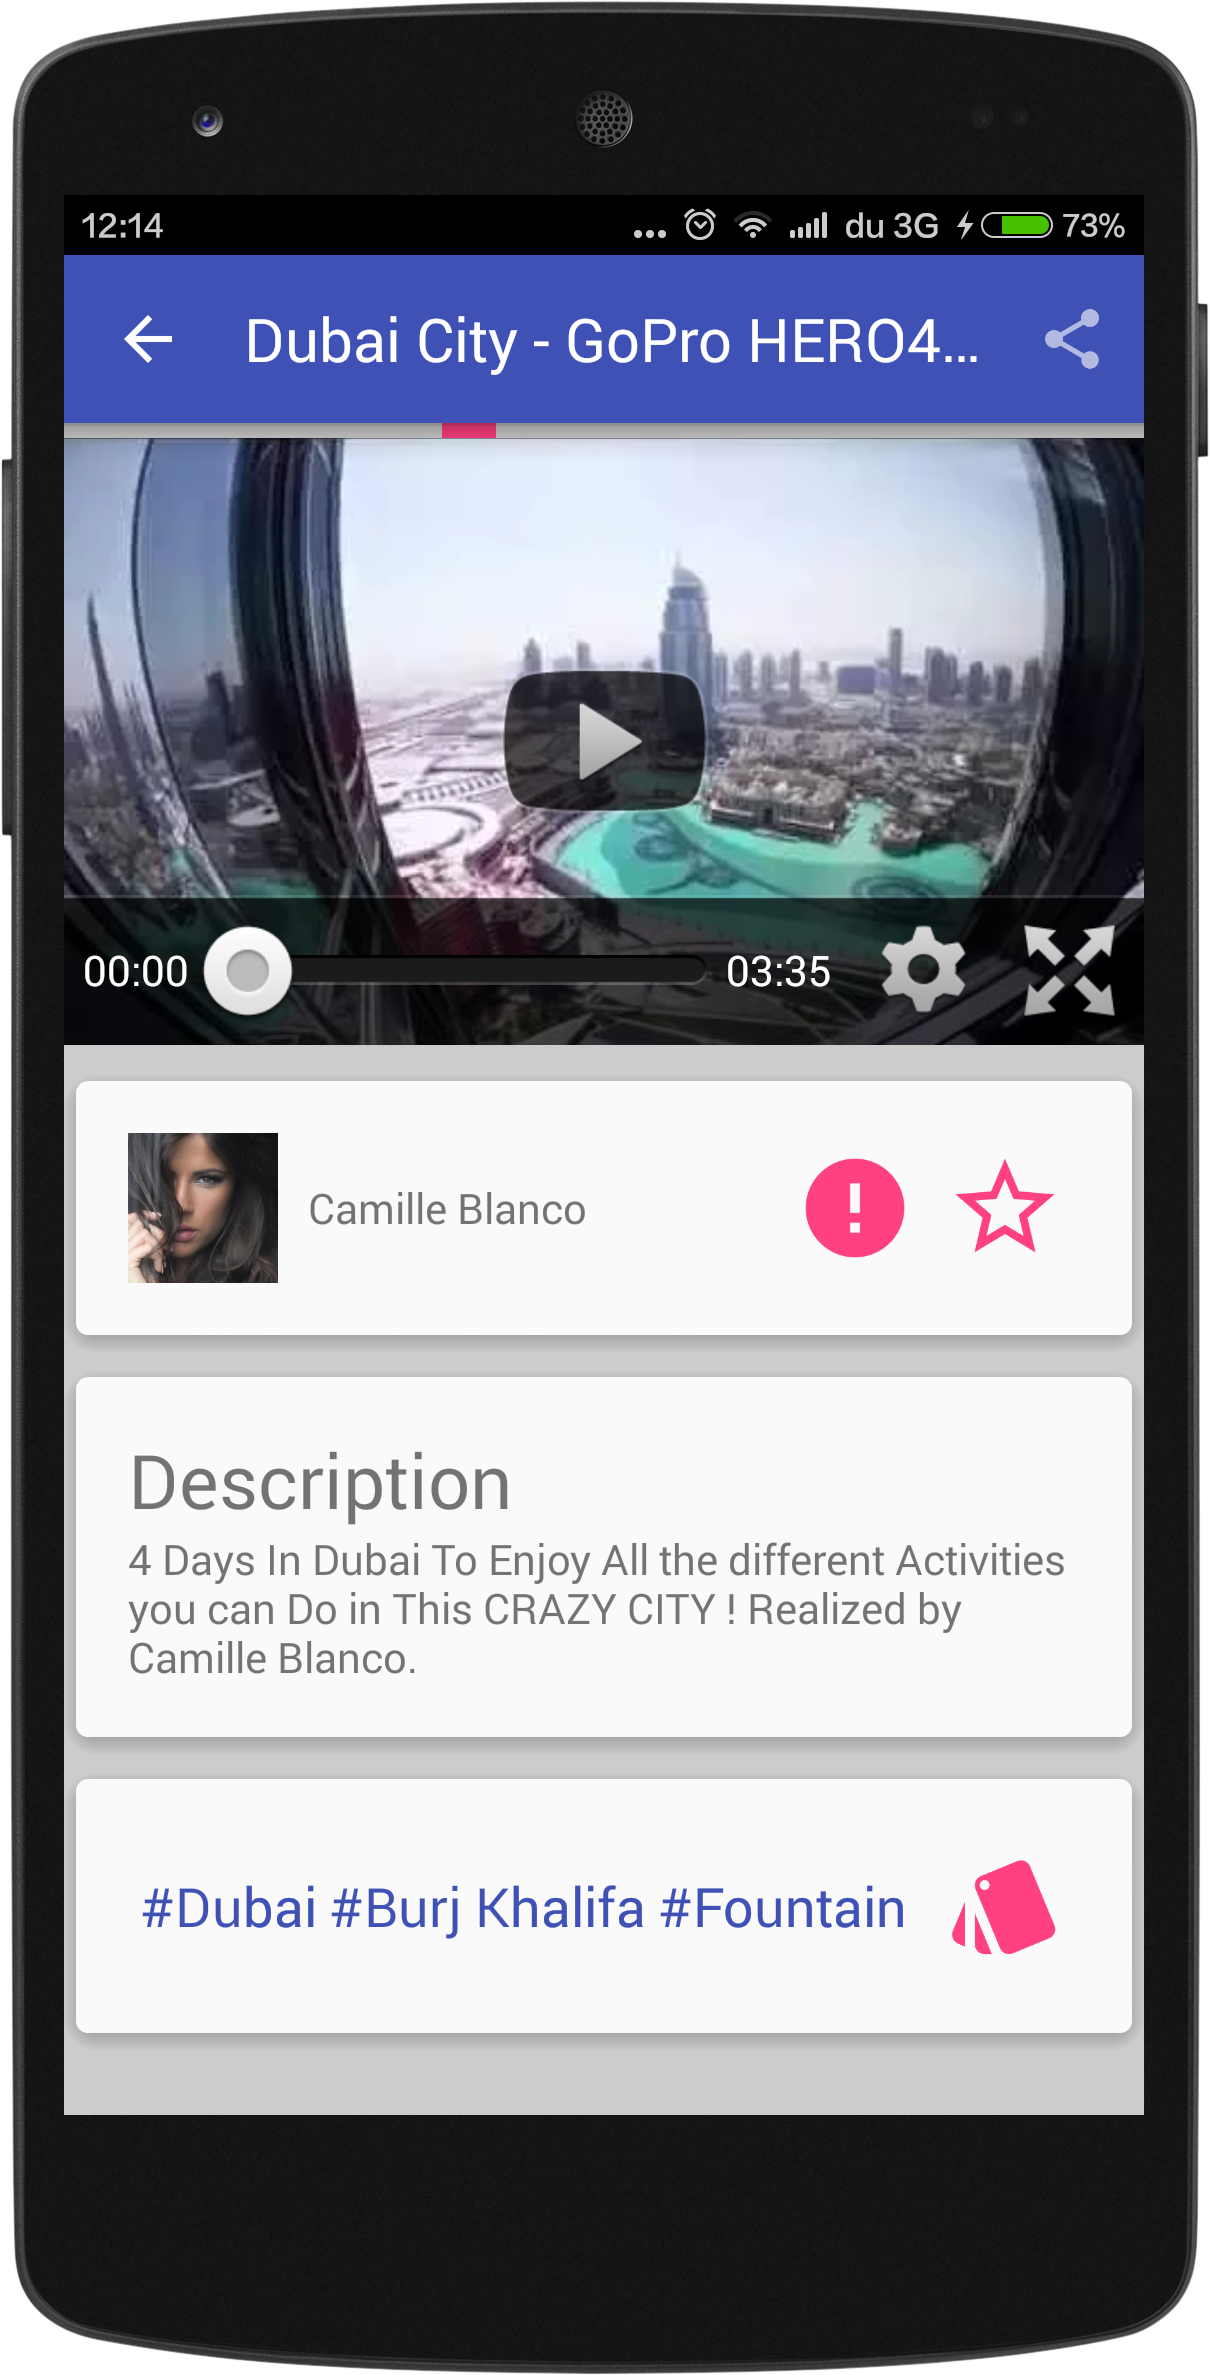 12:14 ... du 3G 73%
Dubai City - GoPro HERO4...
00:00 03:35
Camille Blanco
Description
4 Days In Dubai To Enjoy All the different Activities
you can Do in This CRAZY CITY ! Realized by
Camille Blanco.
#Dubai #Burj Khalifa #Fountain